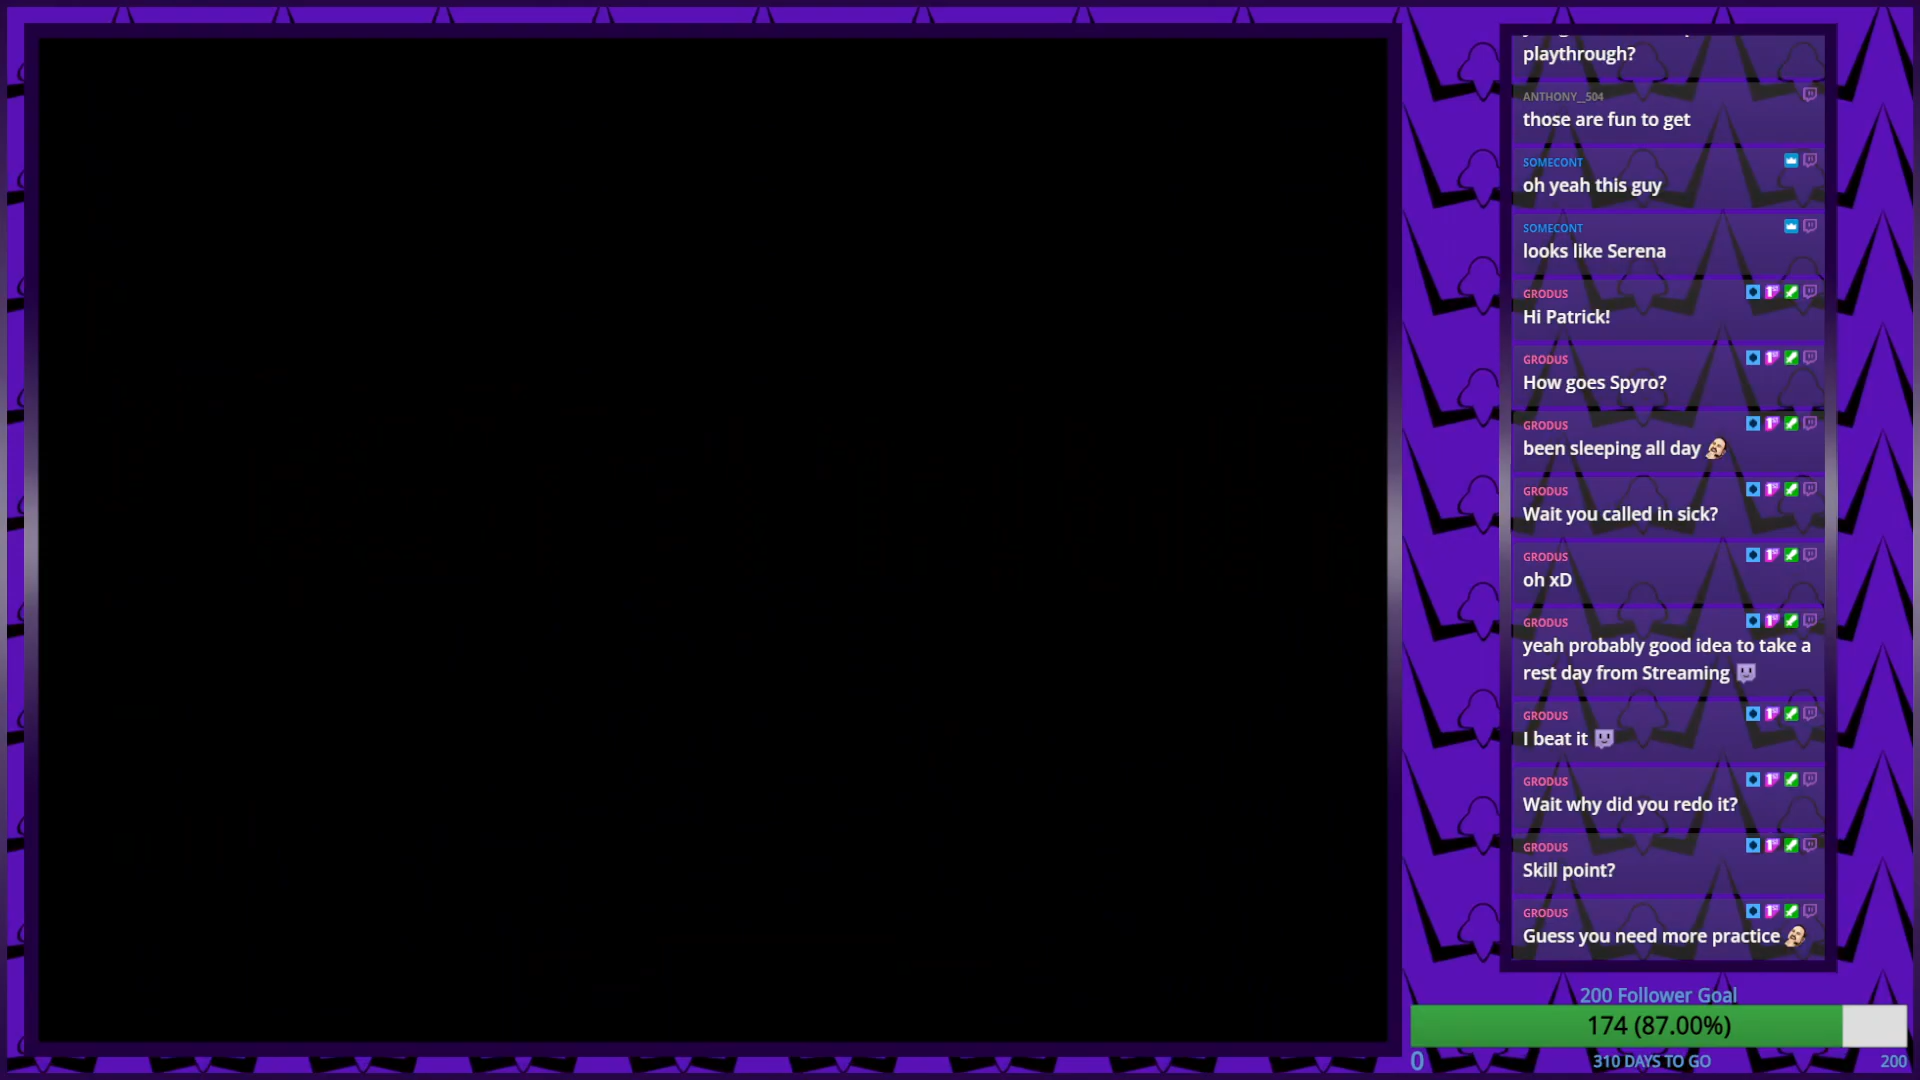 playthrough?
ANTHONY_504
those are fun to get
SOMECONT
oh yeah this guy
SOMECONT
looks like Serena
GRODUS
Hi Patrick!
GRODUS
How goes Spyro?
GRODUS
been sleeping all day
GRODUS
Wait you called in sick?
GRODUS
oh xD
GRODUS
yeah probably good idea to take a
rest day from Streaming
GRODUS
I beat it
GRODUS
Wait why did you redo it?
GRODUS
Skill point?
GRODUS
Guess you need more practice
200 Follower Goal
174 (87.00%)
0 310 DAYS TO GO 200